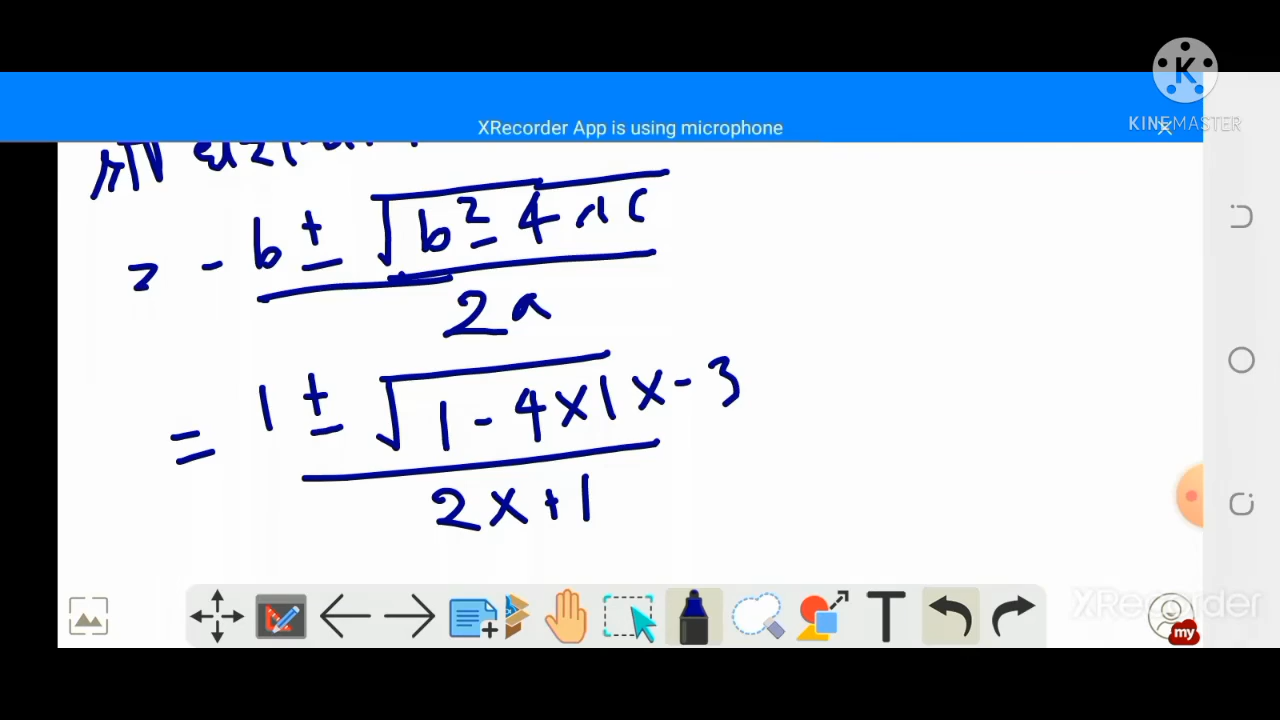 KINEMASTER
XRecorder App is using microphone
= - b ± √b² - 4ac
2a
= 1 ± √1 - 4 x 1 x - 3
2 x + 1
T
XRecorder
my